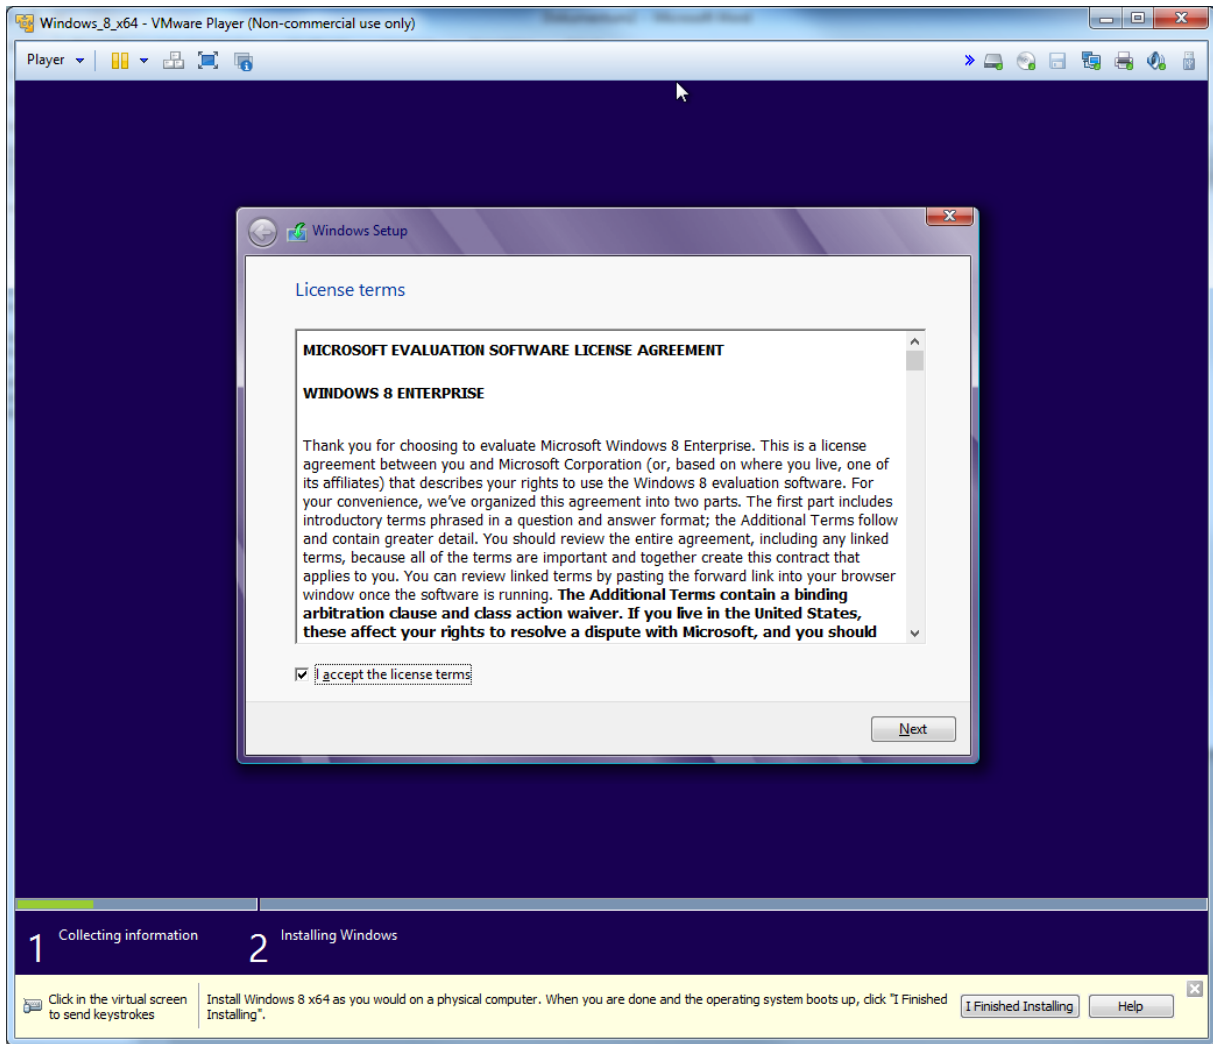 Windows_8_x64 - VMware Player (Non-commercial use only)
Player
Windows Setup
License terms
MICROSOFT EVALUATION SOFTWARE LICENSE AGREEMENT
WINDOWS 8 ENTERPRISE
Thank you for choosing to evaluate Microsoft Windows 8 Enterprise. This is a license
agreement between you and Microsoft Corporation (or, based on where you live, one of
its affiliates) that describes your rights to use the Windows 8 evaluation software. For
your convenience, we've organized this agreement into two parts. The first part includes
introductory terms phrased in a question and answer format; the Additional Terms follow
and contain greater detail. You should review the entire agreement, including any linked
terms, because all of the terms are important and together create this contract that
applies to you. You can review linked terms by pasting the forward link into your browser
window once the software is running. The Additional Terms contain a binding
arbitration clause and class action waiver. If you live in the United States,
these affect your rights to resolve a dispute with Microsoft, and you should
I accept the license terms
Next
1 Collecting information
2 Installing Windows
Click in the virtual screen
to send keystrokes
Install Windows 8 x64 as you would on a physical computer. When you are done and the operating system boots up, click "I Finished
Installing".
I Finished Installing
Help